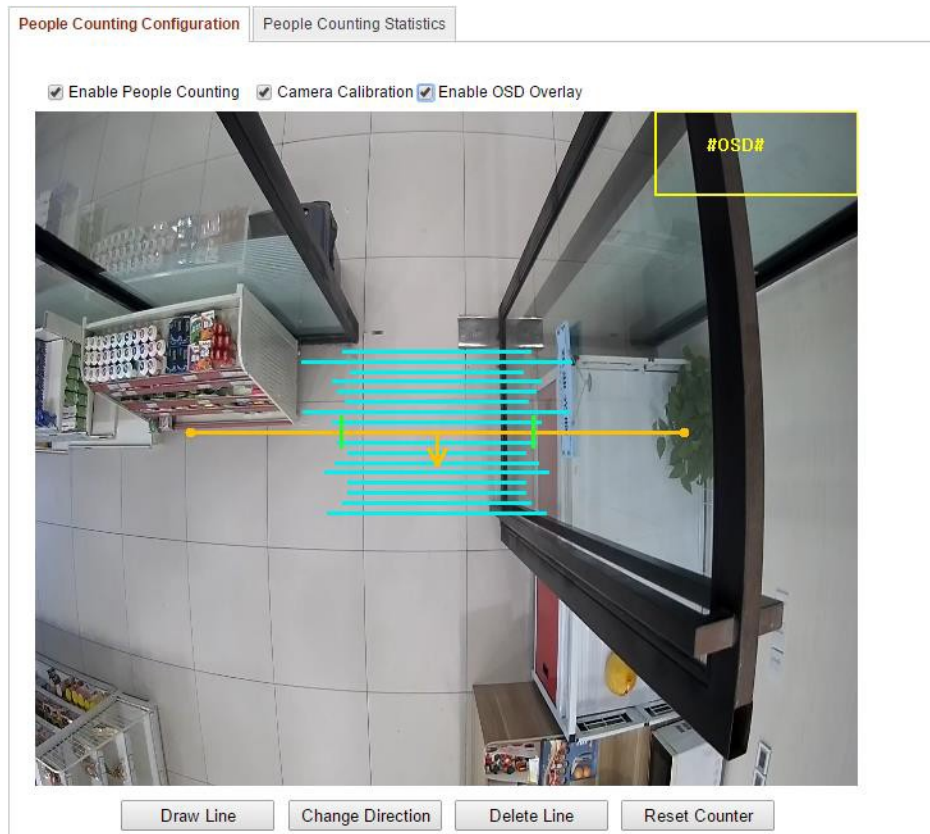 People Counting Configuration
People Counting Statistics
Enable People Counting
Camera Calibration
Enable OSD Overlay
#OSD#
Draw Line
Change Direction
Delete Line
Reset Counter